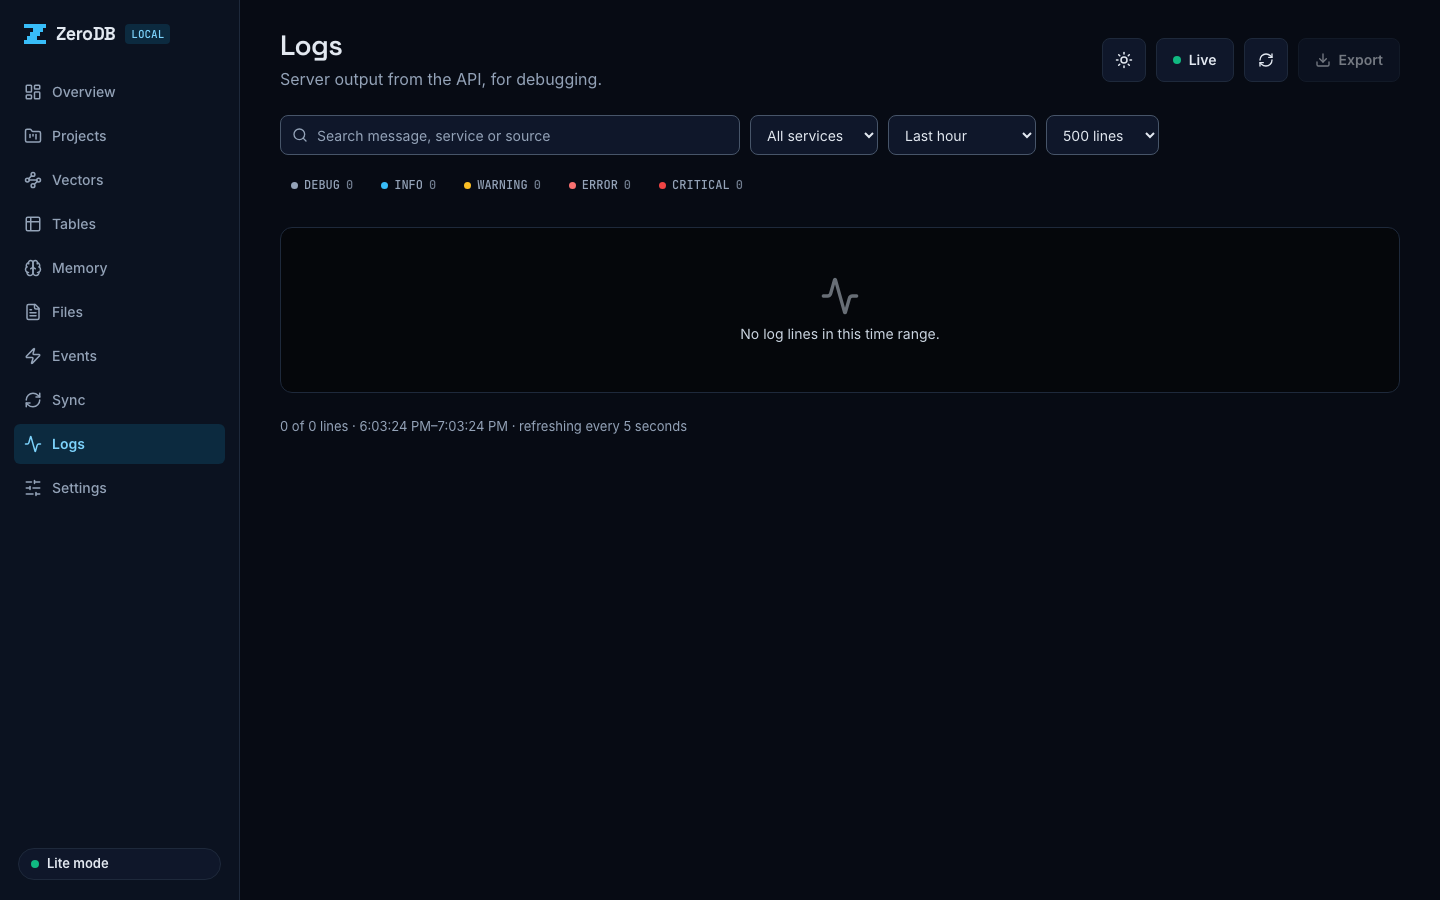 ZeroDB LOCAL
Overview
Projects
Vectors
Tables
Memory
Files
Events
Sync
Logs
Settings
Lite mode
Logs
Server output from the API, for debugging.
Live
Export
Search message, service or source
All services
Last hour
500 lines
DEBUG 0 INFO 0 WARNING 0 ERROR 0 CRITICAL 0
No log lines in this time range.
0 of 0 lines · 6:03:24 PM–7:03:24 PM · refreshing every 5 seconds